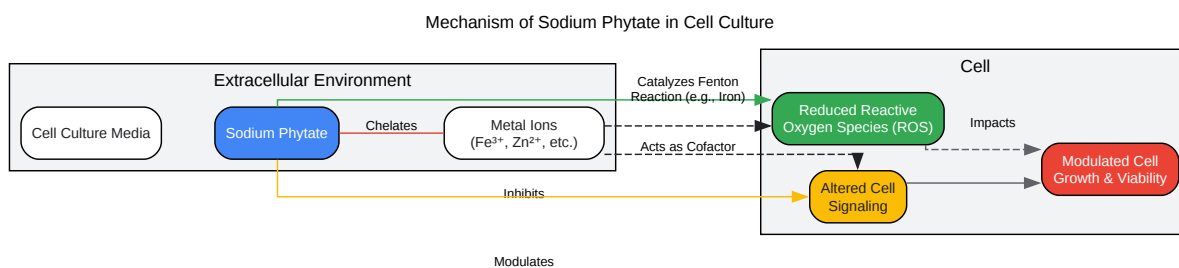 Mechanism of Sodium Phytate in Cell Culture
Extracellular Environment
Cell
Cell Culture Media
Sodium Phytate
Chelates
Metal Ions
(Fe³⁺, Zn²⁺, etc.)
Catalyzes Fenton
Reaction (e.g., Iron)
Acts as Cofactor
Inhibits
Modulates
Reduced Reactive
Oxygen Species (ROS)
Altered Cell
Signaling
Impacts
Modulated Cell
Growth & Viability